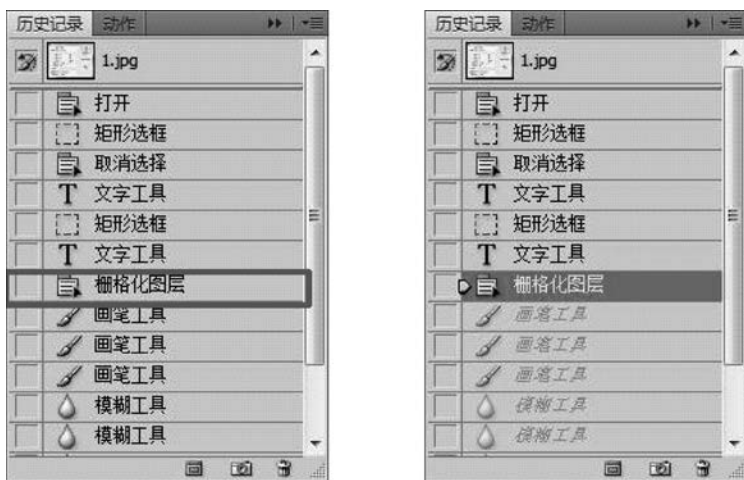 历史记录 动作
1.jpg
打开
矩形选框
取消选择
T 文字工具
矩形选框
T 文字工具
栅格化图层
画笔工具
画笔工具
画笔工具
模糊工具
模糊工具
历史记录 动作
1.jpg
打开
矩形选框
取消选择
T 文字工具
矩形选框
T 文字工具
栅格化图层
画笔工具
画笔工具
画笔工具
模糊工具
模糊工具